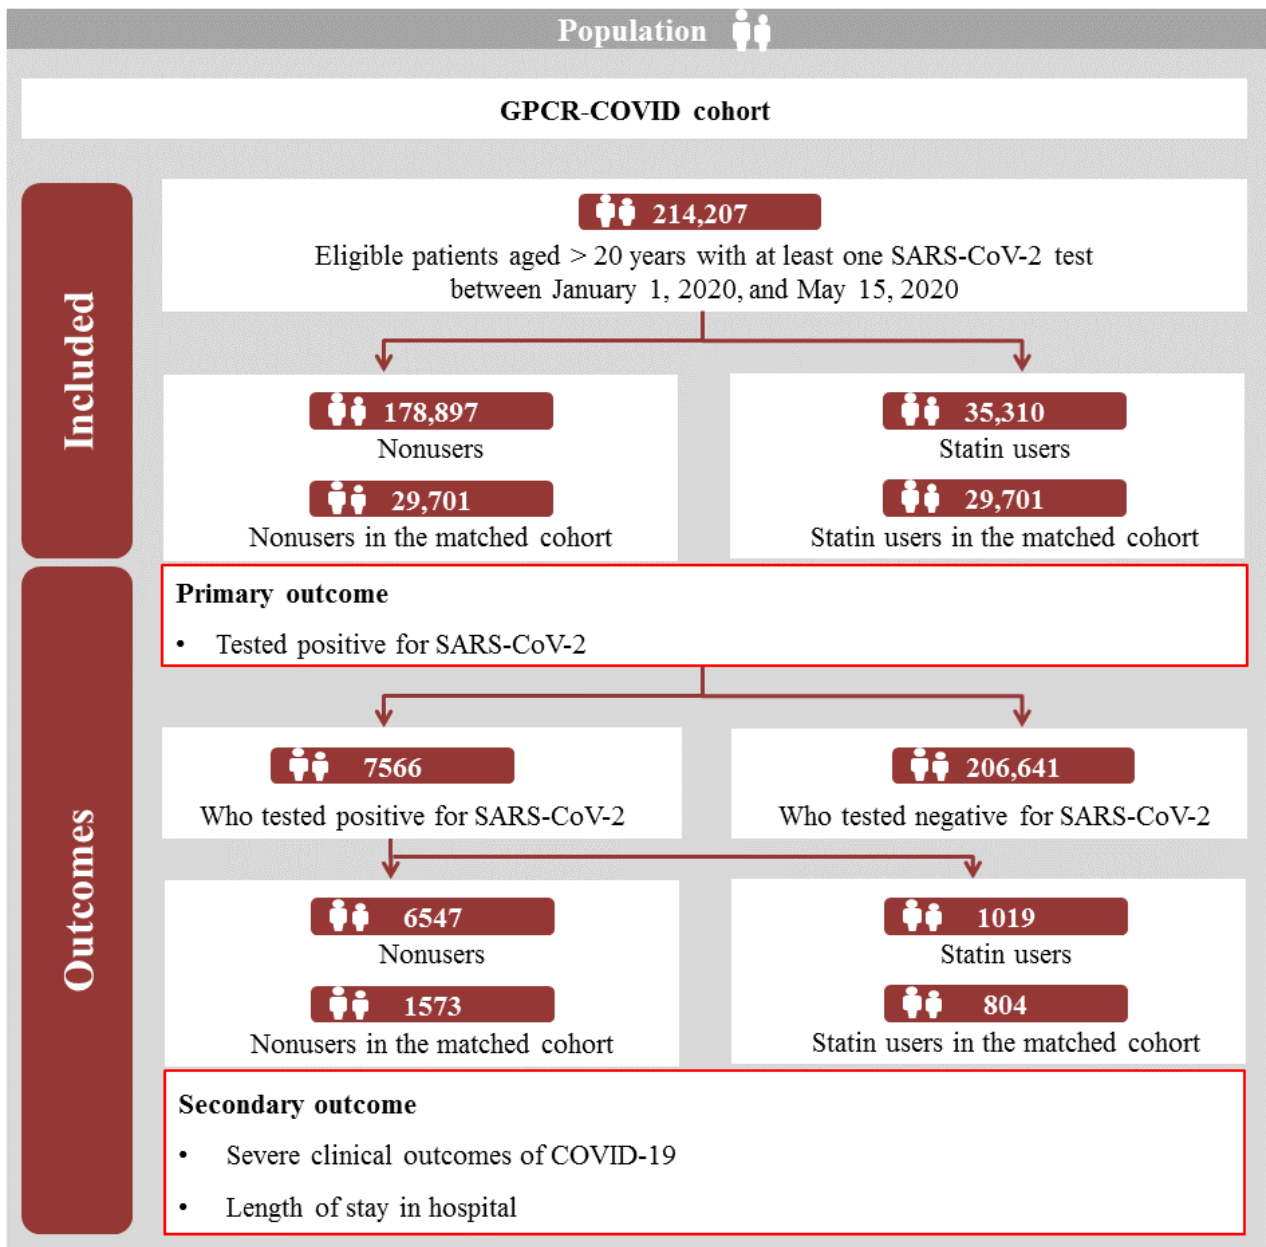 Population
GPCR-COVID cohort
Included
214,207
Eligible patients aged > 20 years with at least one SARS-CoV-2 test
between January 1, 2020, and May 15, 2020
178,897
Nonusers
29,701
Nonusers in the matched cohort
35,310
Statin users
29,701
Statin users in the matched cohort
Outcomes
Primary outcome
• Tested positive for SARS-CoV-2
7566
Who tested positive for SARS-CoV-2
206,641
Who tested negative for SARS-CoV-2
6547
Nonusers
1573
Nonusers in the matched cohort
1019
Statin users
804
Statin users in the matched cohort
Secondary outcome
• Severe clinical outcomes of COVID-19
• Length of stay in hospital